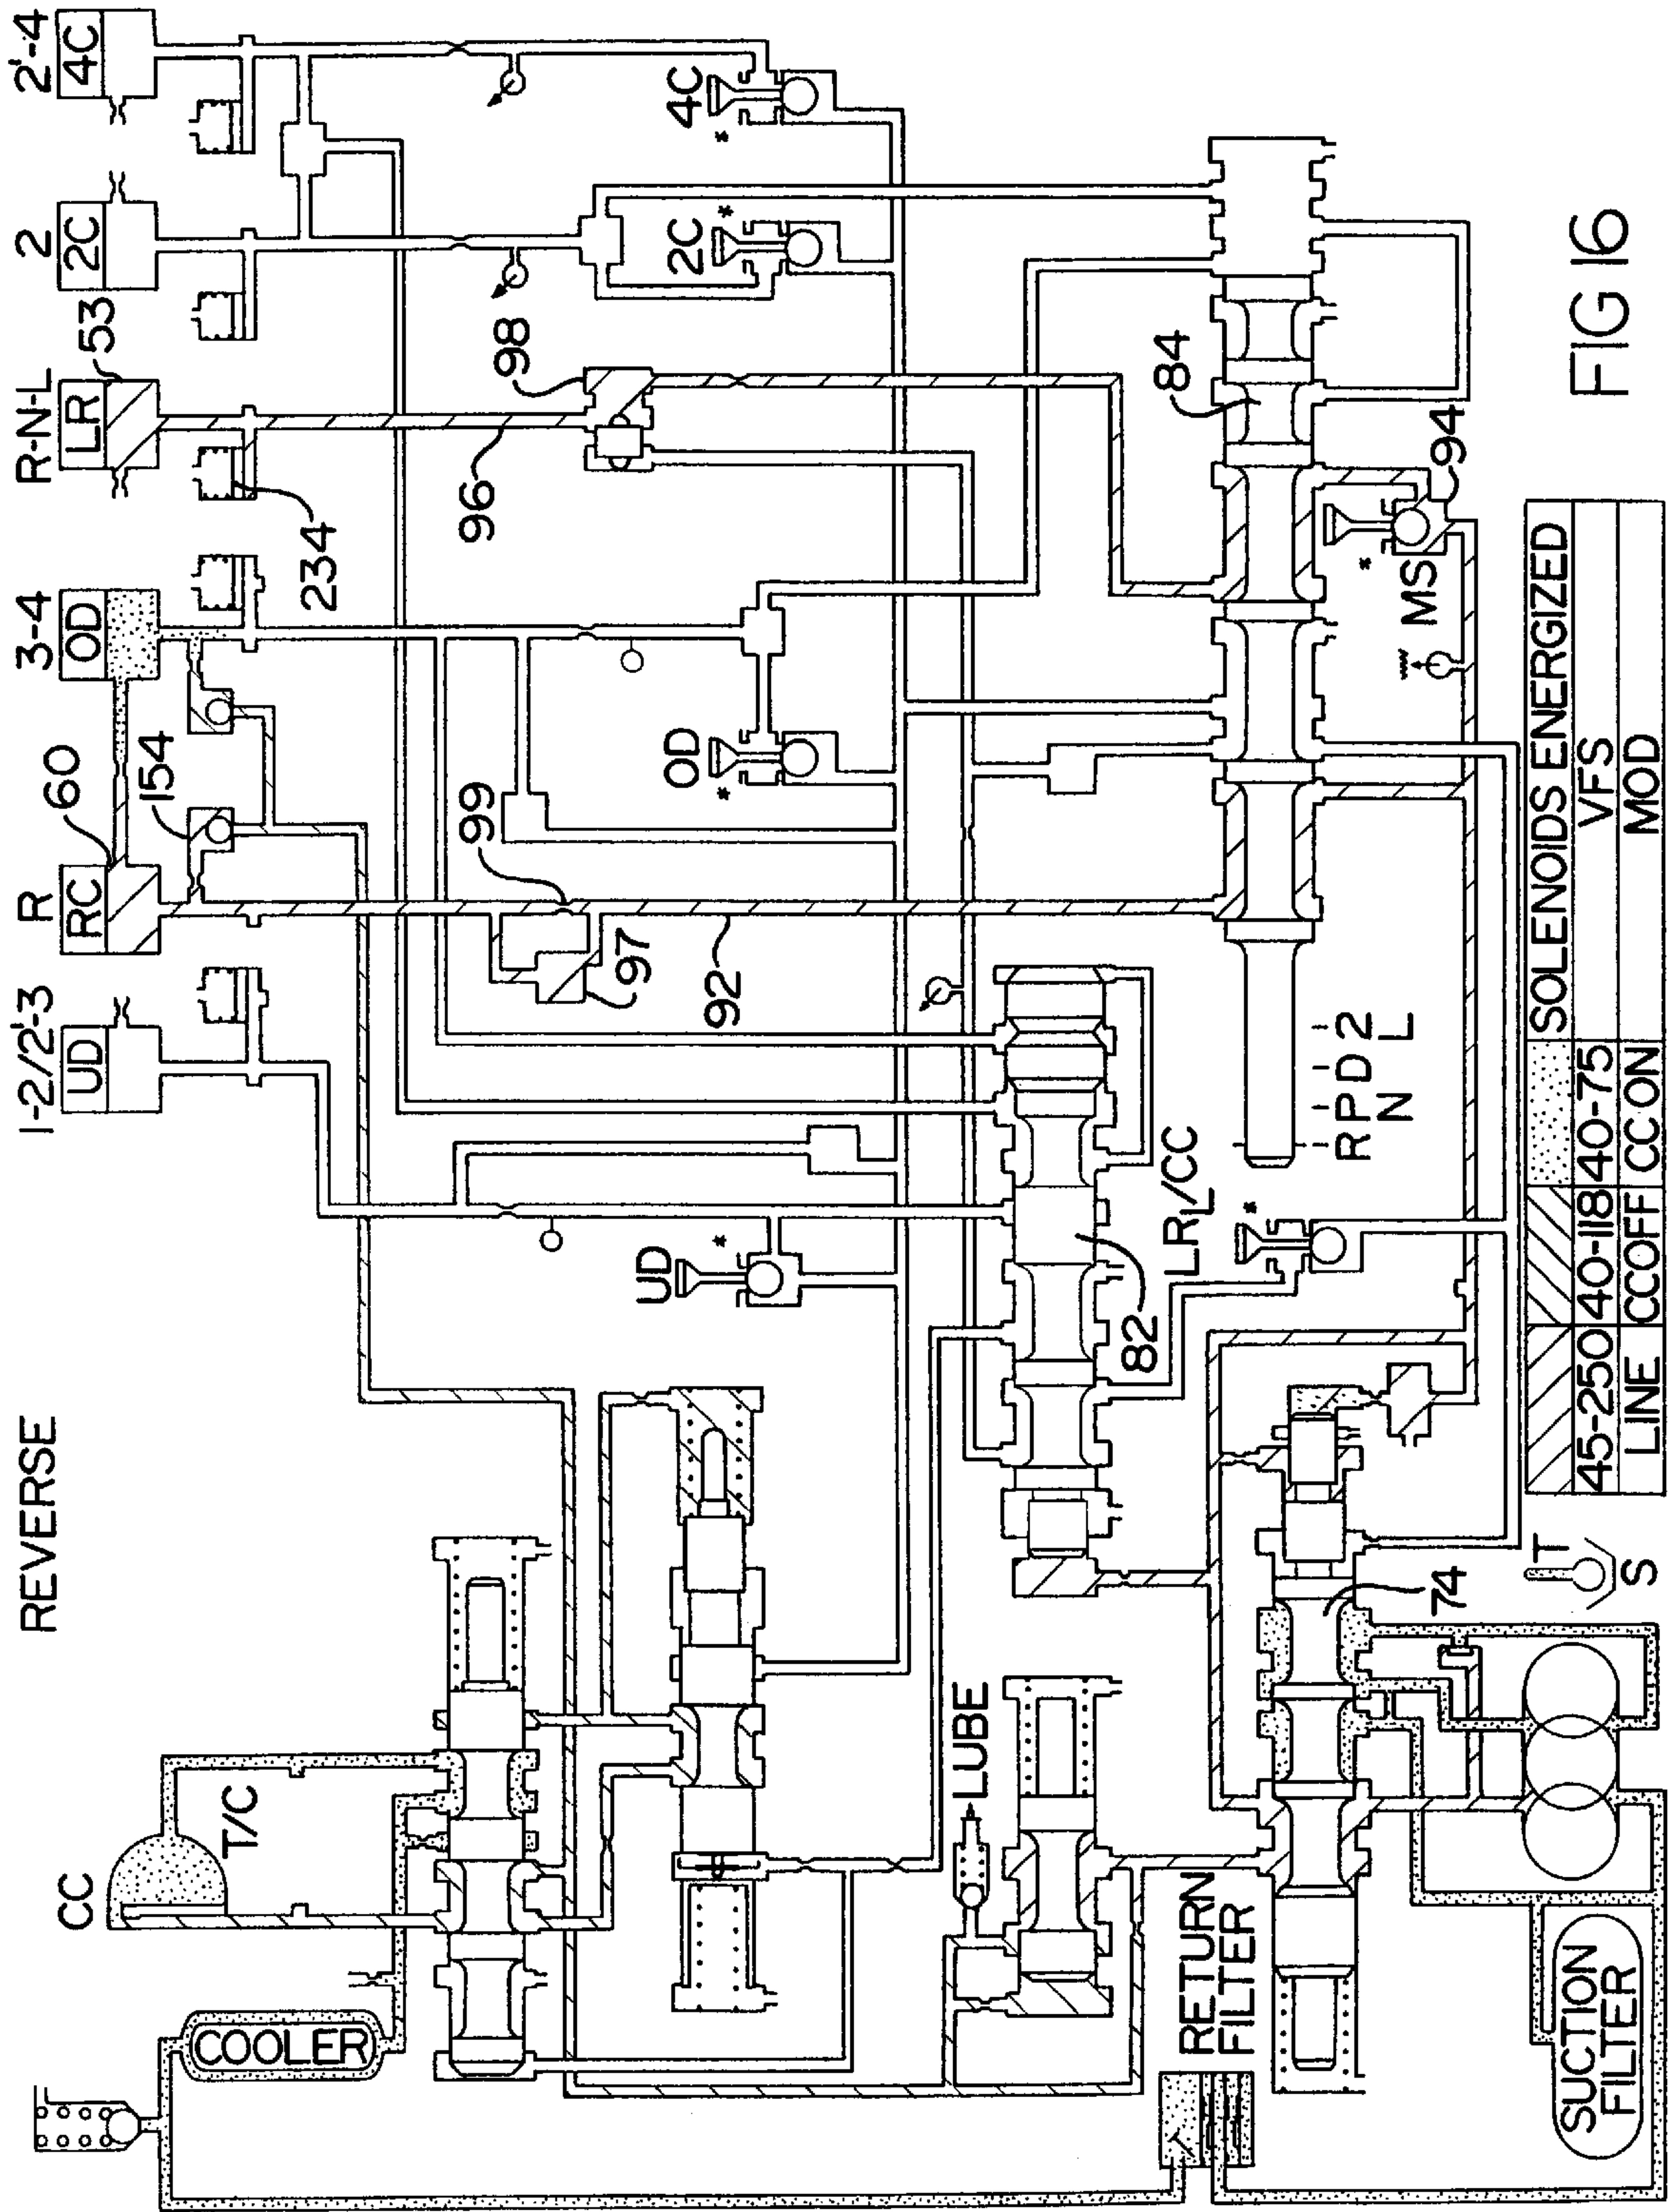 REVERSE
1-2/2'-3
UD
R
RC
60
154
3-4
OD
234
R-N-L
LR
53
2
2C
2'-4
4C
CC
T/C
COOLER
99
97
92
96
98
UD
*
OD
*
2C
*
4C
*
LUBE
RETURN
FILTER
SUCTION
FILTER
82
LR/CC
L
*
R P D 2
N L
84
MS
*
94
74
T
S
SOLENOIDS ENERGIZED
45-250 40-118 40-75 VFS
LINE CCOFF CC ON MOD
FIG 16